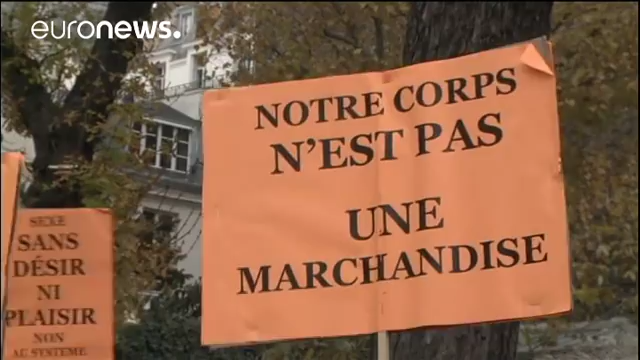 euronews.
NOTRE CORPS
N'EST PAS
UNE
MARCHANDISE
SEXE
SANS
DÉSIR
NI
PLAISIR
NON
AU SYSTEME